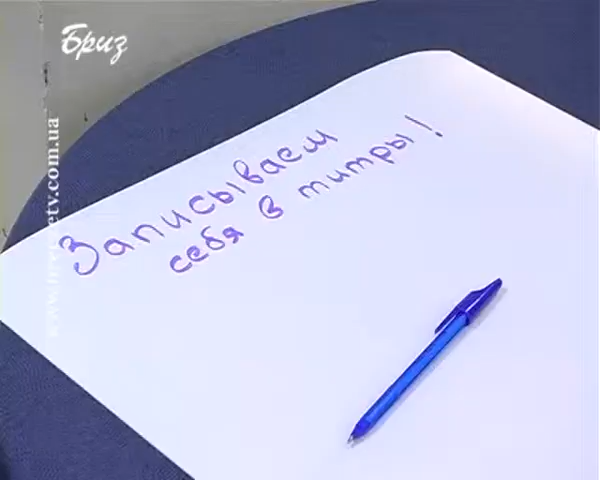 Бриз
Записываем
себя в титры!